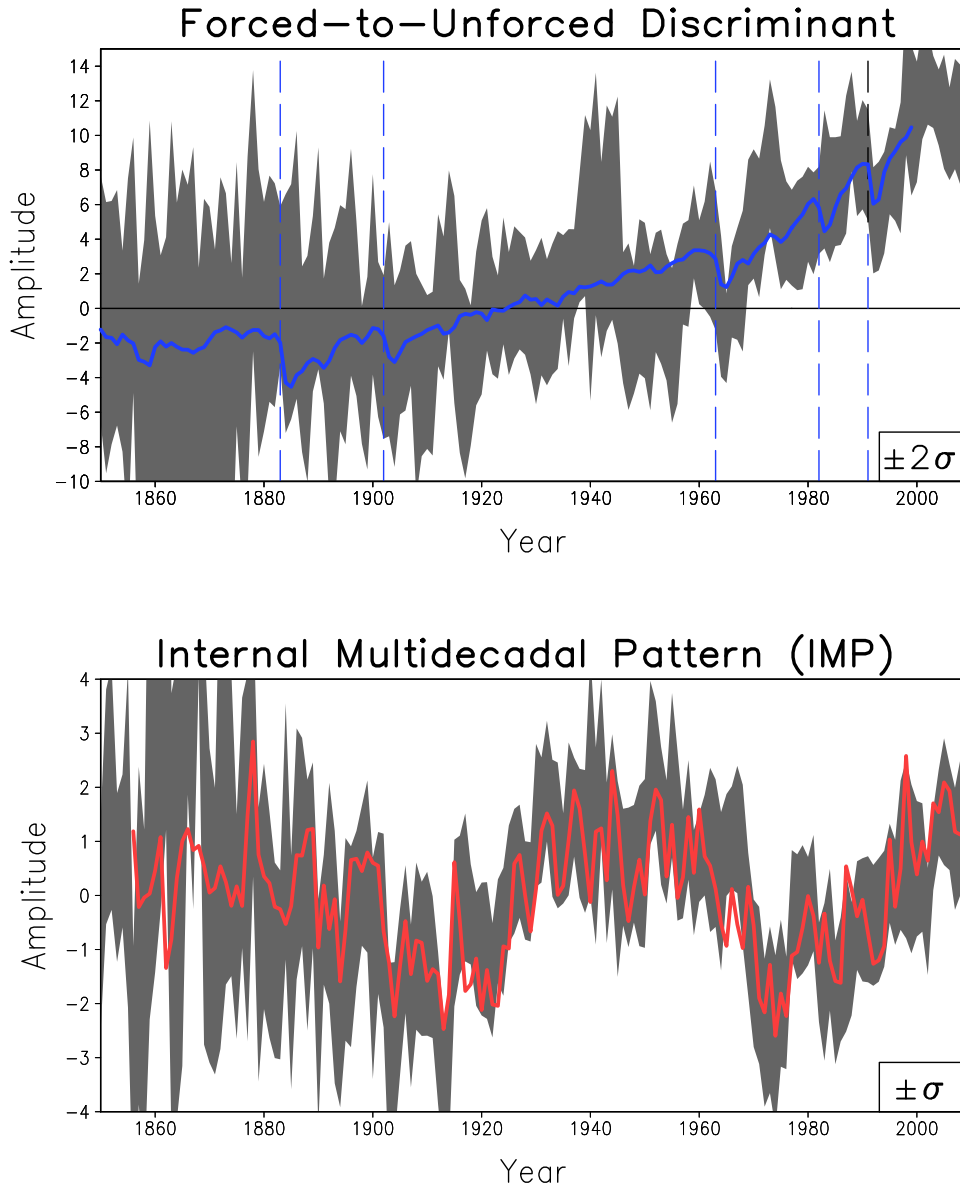 Forced-to-Unforced Discriminant
14
12
10
8
6
4
2
0
-2
-4
-6
-8
-10
Amplitude
±2σ
1860 1880 1900 1920 1940 1960 1980 2000
Year
Internal Multidecadal Pattern (IMP)
4
3
2
1
0
-1
-2
-3
-4
Amplitude
±σ
1860 1880 1900 1920 1940 1960 1980 2000
Year